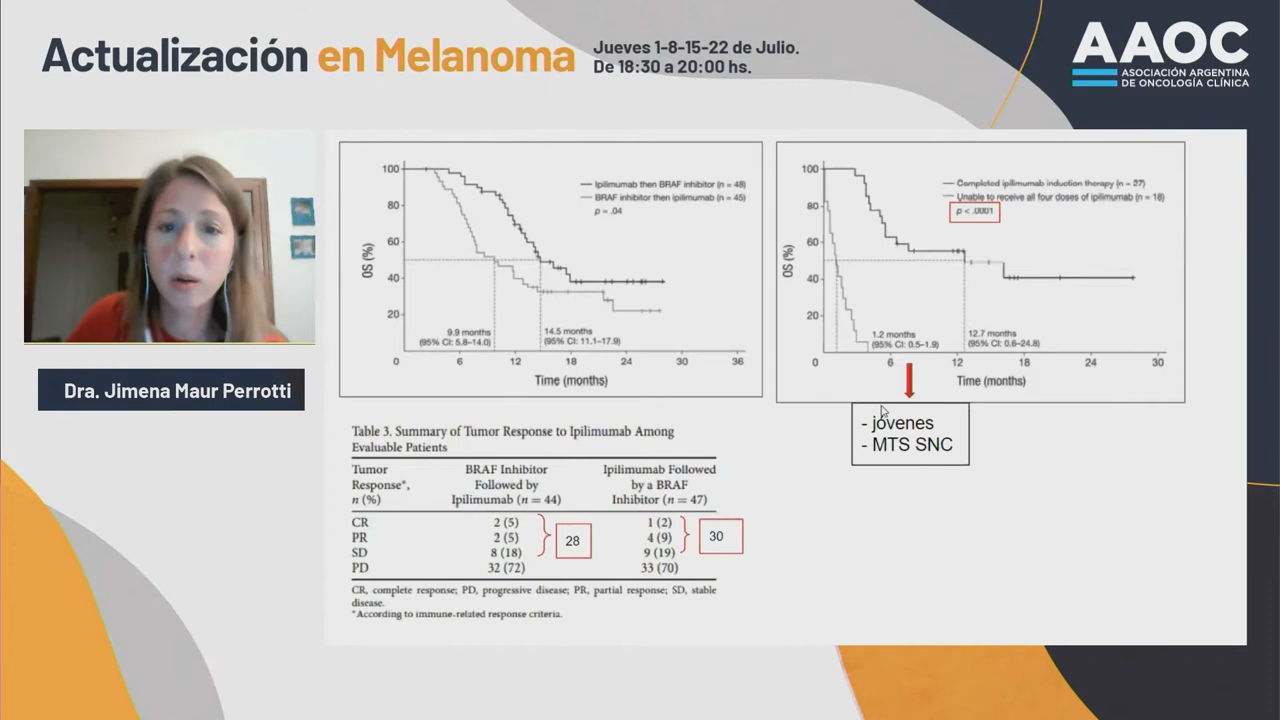 Actualización en Melanoma
Jueves 1-8-15-22 de Julio.
De 18:30 a 20:00 hs.
AAOC
ASOCIACIÓN ARGENTINA
DE ONCOLOGÍA CLÍNICA
Dra. Jimena Maur Perrotti
100
80
60
40
20
OS (%)
Ipilimumab then BRAF inhibitor (n = 48)
BRAF inhibitor then ipilimumab (n = 45)
p = .04
9.9 months
(95% CI: 5.8–14.0)
14.5 months
(95% CI: 11.1–17.9)
0 6 12 18 24 30 36
Time (months)
100
80
60
40
20
OS (%)
Completed ipilimumab induction therapy (n = 27)
Unable to receive all four doses of ipilimumab (n = 18)
p < .0001
1.2 months
(95% CI: 0.5–1.9)
12.7 months
(95% CI: 0.6–24.8)
0 6 12 18 24 30
Time (months)
- jóvenes
- MTS SNC
Table 3. Summary of Tumor Response to Ipilimumab Among
Evaluable Patients
Tumor
Response*,
n (%)
BRAF Inhibitor
Followed by
Ipilimumab (n = 44)
Ipilimumab Followed
by a BRAF
Inhibitor (n = 47)
CR 2 (5) 1 (2)
PR 2 (5) 4 (9)
SD 8 (18) 9 (19)
PD 32 (72) 33 (70)
28
30
CR, complete response; PD, progressive disease; PR, partial response; SD, stable
disease.
*According to immune-related response criteria.